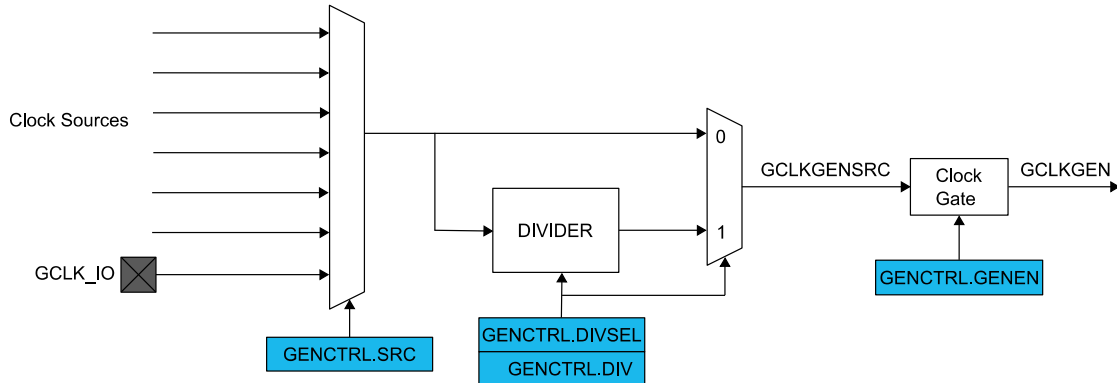 Clock Sources
GCLK_IO
GENCTRL.SRC
DIVIDER
GENCTRL.DIVSEL
GENCTRL.DIV
0
1
GCLKGENSRC
Clock
Gate
GCLKGEN
GENCTRL.GENEN